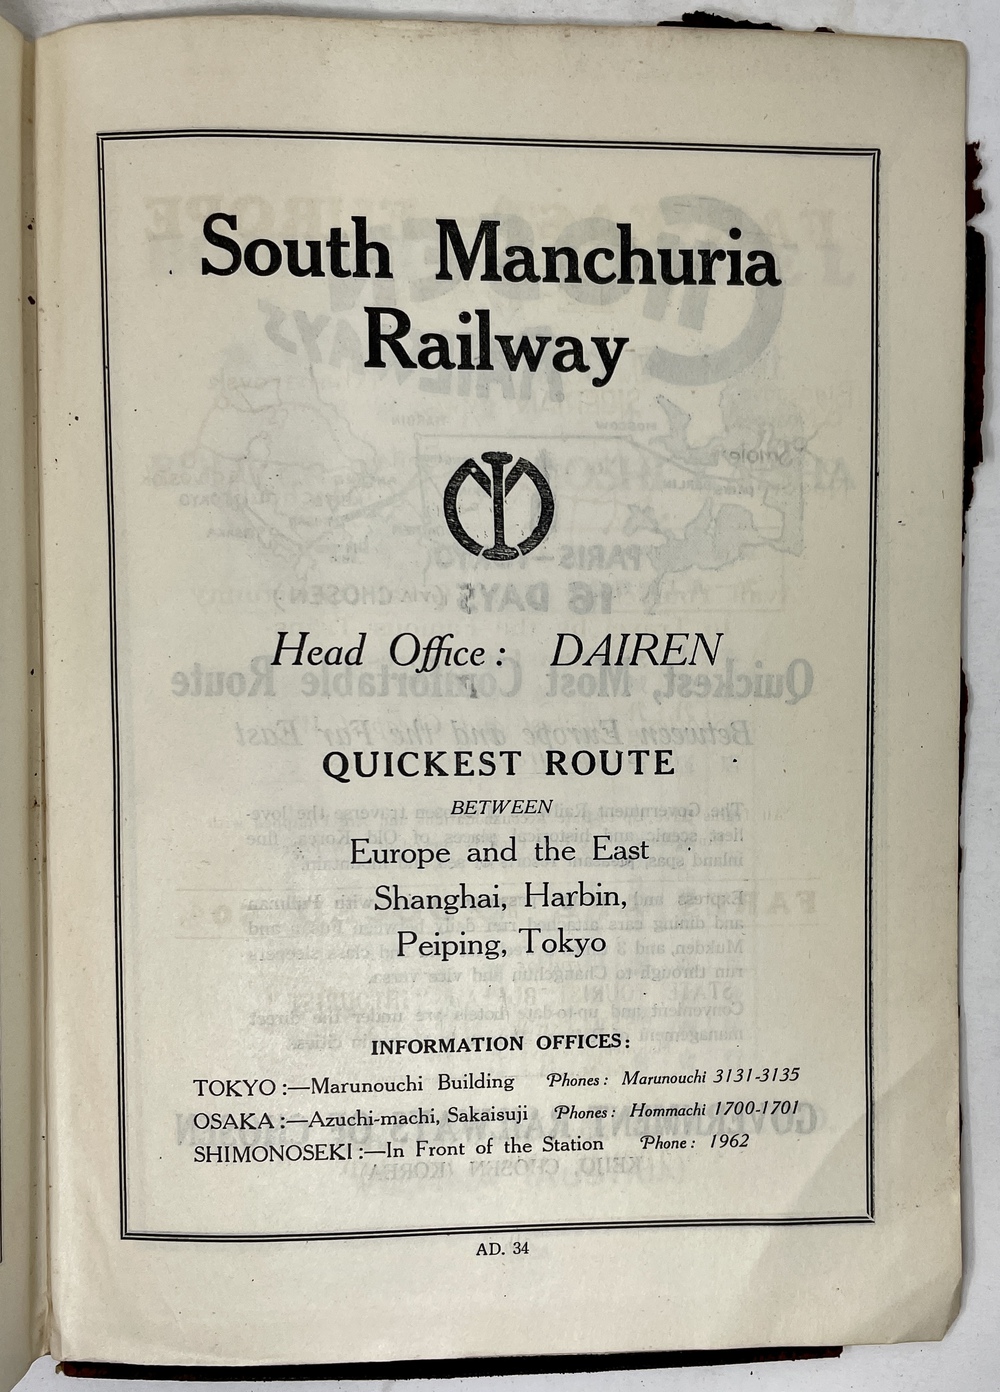 South Manchuria
Railway
Head Office : DAIREN
QUICKEST ROUTE
BETWEEN
Europe and the East
Shanghai, Harbin,
Peiping, Tokyo
INFORMATION OFFICES:
TOKYO :—Marunouchi Building Phones: Marunouchi 3131-3135
OSAKA :—Azuchi-machi, Sakaisuji Phones: Hommachi 1700-1701
SHIMONOSEKI :—In Front of the Station Phone: 1962
AD. 34